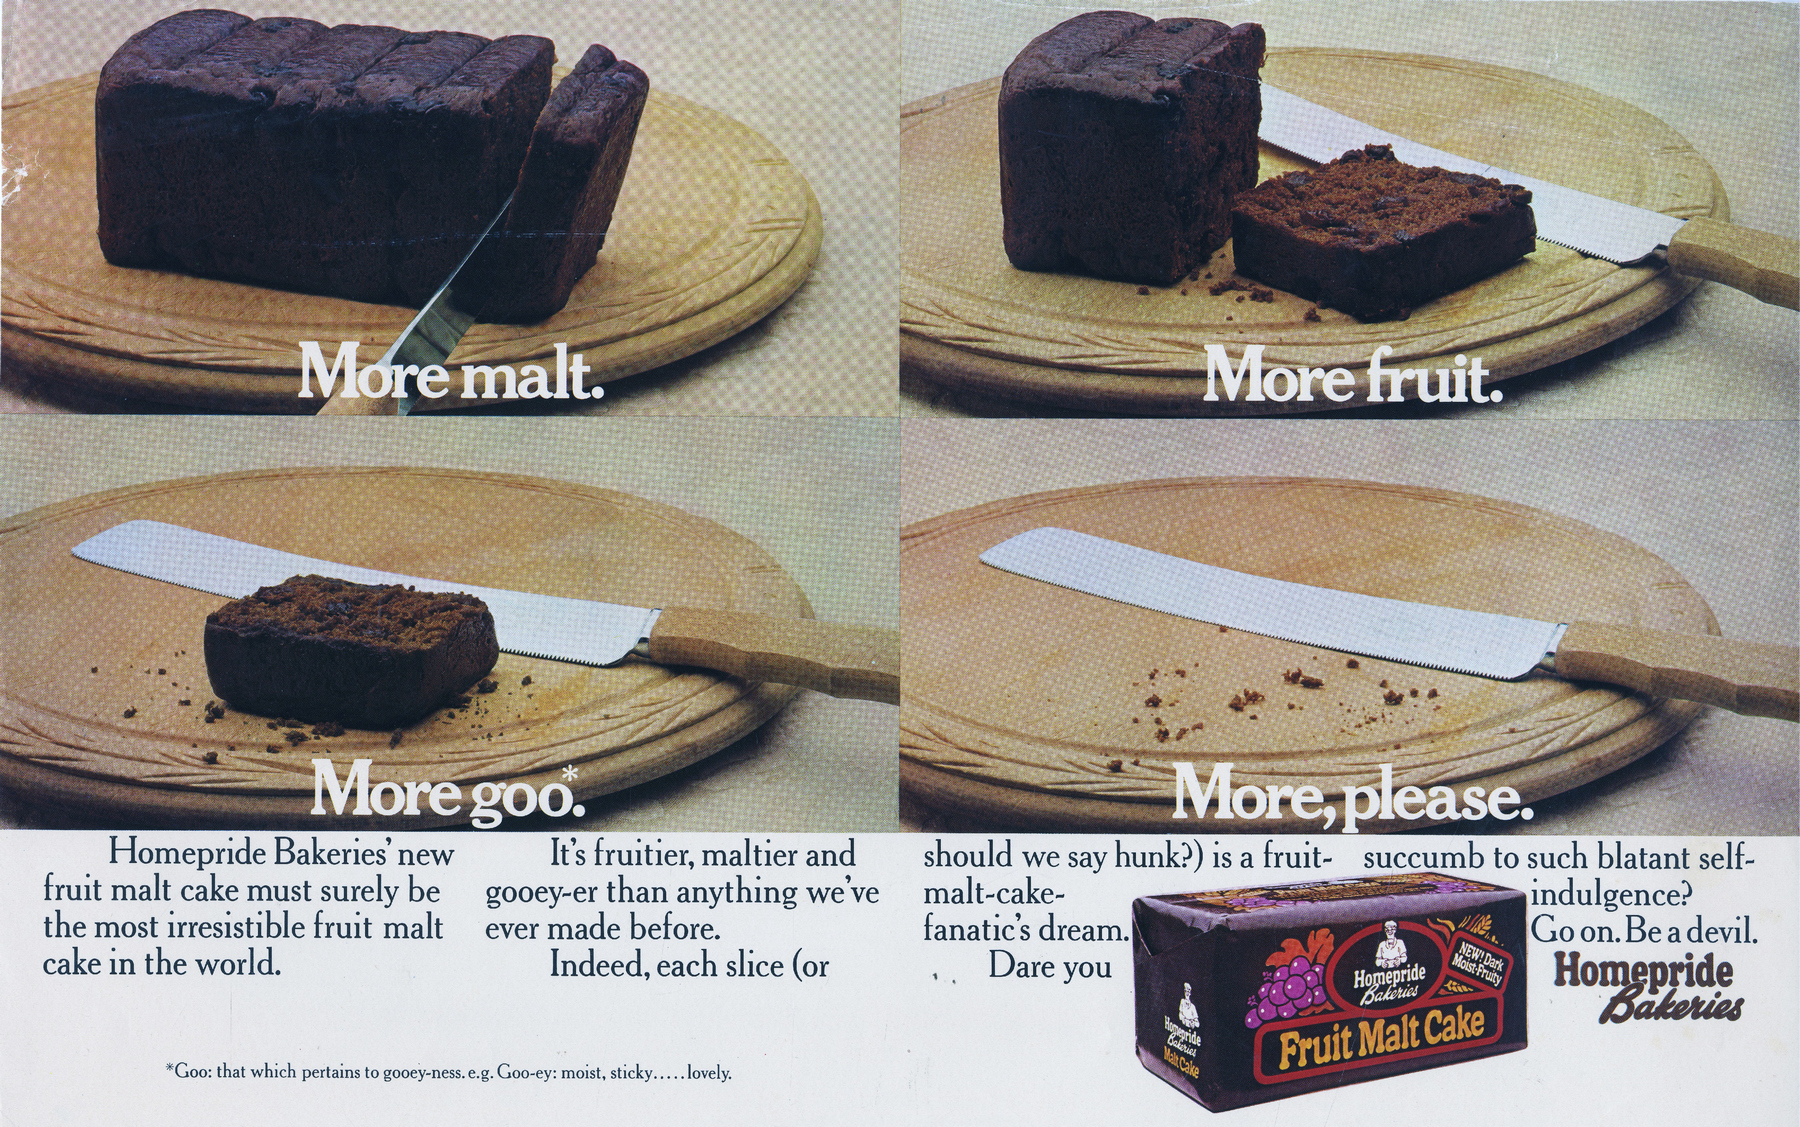 More malt.
More fruit.
More goo.*
More, please.
Homepride Bakeries' new
fruit malt cake must surely be
the most irresistible fruit malt
cake in the world.
It's fruitier, maltier and
gooey-er than anything we've
ever made before.
Indeed, each slice (or
should we say hunk?) is a fruit-
malt-cake-
fanatic's dream.
Dare you
succumb to such blatant self-
indulgence?
Go on. Be a devil.
Homepride
Bakeries
*Goo: that which pertains to gooey-ness. e.g. Goo-ey: moist, sticky.....lovely.
Homepride
Bakeries
NEW! Dark
Moist-Fruity
Fruit Malt Cake
Homepride
Bakeries
Malt Cake